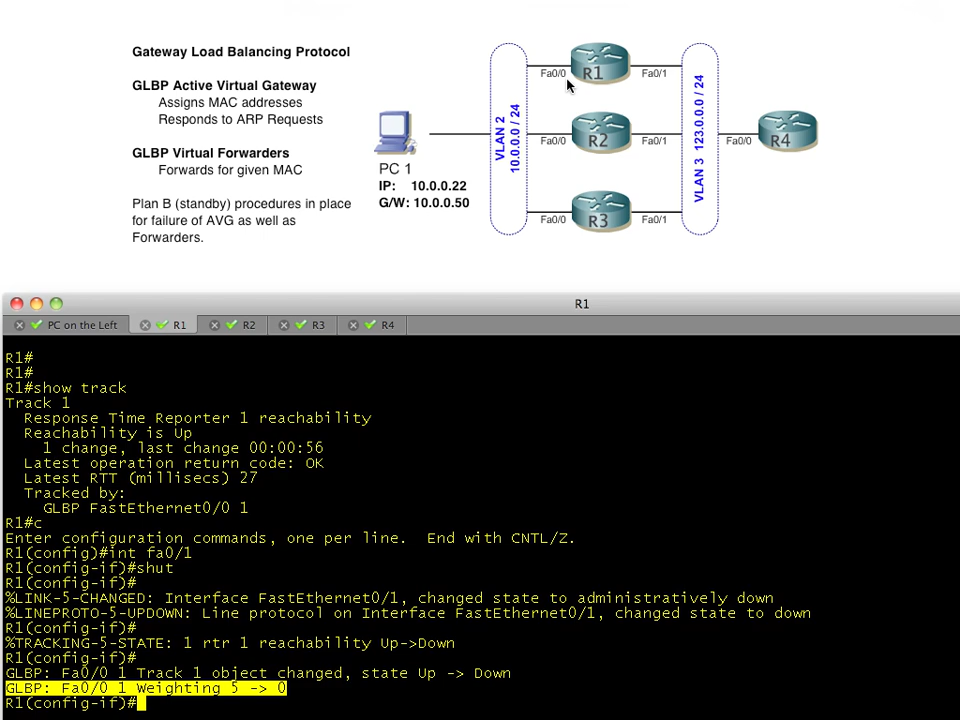 Gateway Load Balancing Protocol
GLBP Active Virtual Gateway
Assigns MAC addresses
Responds to ARP Requests
GLBP Virtual Forwarders
Forwards for given MAC
Plan B (standby) procedures in place
for failure of AVG as well as
Forwarders.
PC 1
IP: 10.0.0.22
G/W: 10.0.0.50
VLAN 2
10.0.0.0 / 24
Fa0/0
R1
Fa0/1
Fa0/0
R2
Fa0/1
Fa0/0
R3
Fa0/1
VLAN 3 123.0.0.0 / 24
Fa0/0
R4
R1
PC on the Left
R1
R2
R3
R4
R1#
R1#
R1#show track
Track 1
Response Time Reporter 1 reachability
Reachability is Up
1 change, last change 00:00:56
Latest operation return code: OK
Latest RTT (millisecs) 27
Tracked by:
GLBP FastEthernet0/0 1
R1#c
Enter configuration commands, one per line. End with CNTL/Z.
R1(config)#int fa0/1
R1(config-if)#shut
R1(config-if)#
%LINK-5-CHANGED: Interface FastEthernet0/1, changed state to administratively down
%LINEPROTO-5-UPDOWN: Line protocol on Interface FastEthernet0/1, changed state to down
R1(config-if)#
%TRACKING-5-STATE: 1 rtr 1 reachability Up->Down
R1(config-if)#
GLBP: Fa0/0 1 Track 1 object changed, state Up -> Down
GLBP: Fa0/0 1 Weighting 5 -> 0
R1(config-if)#